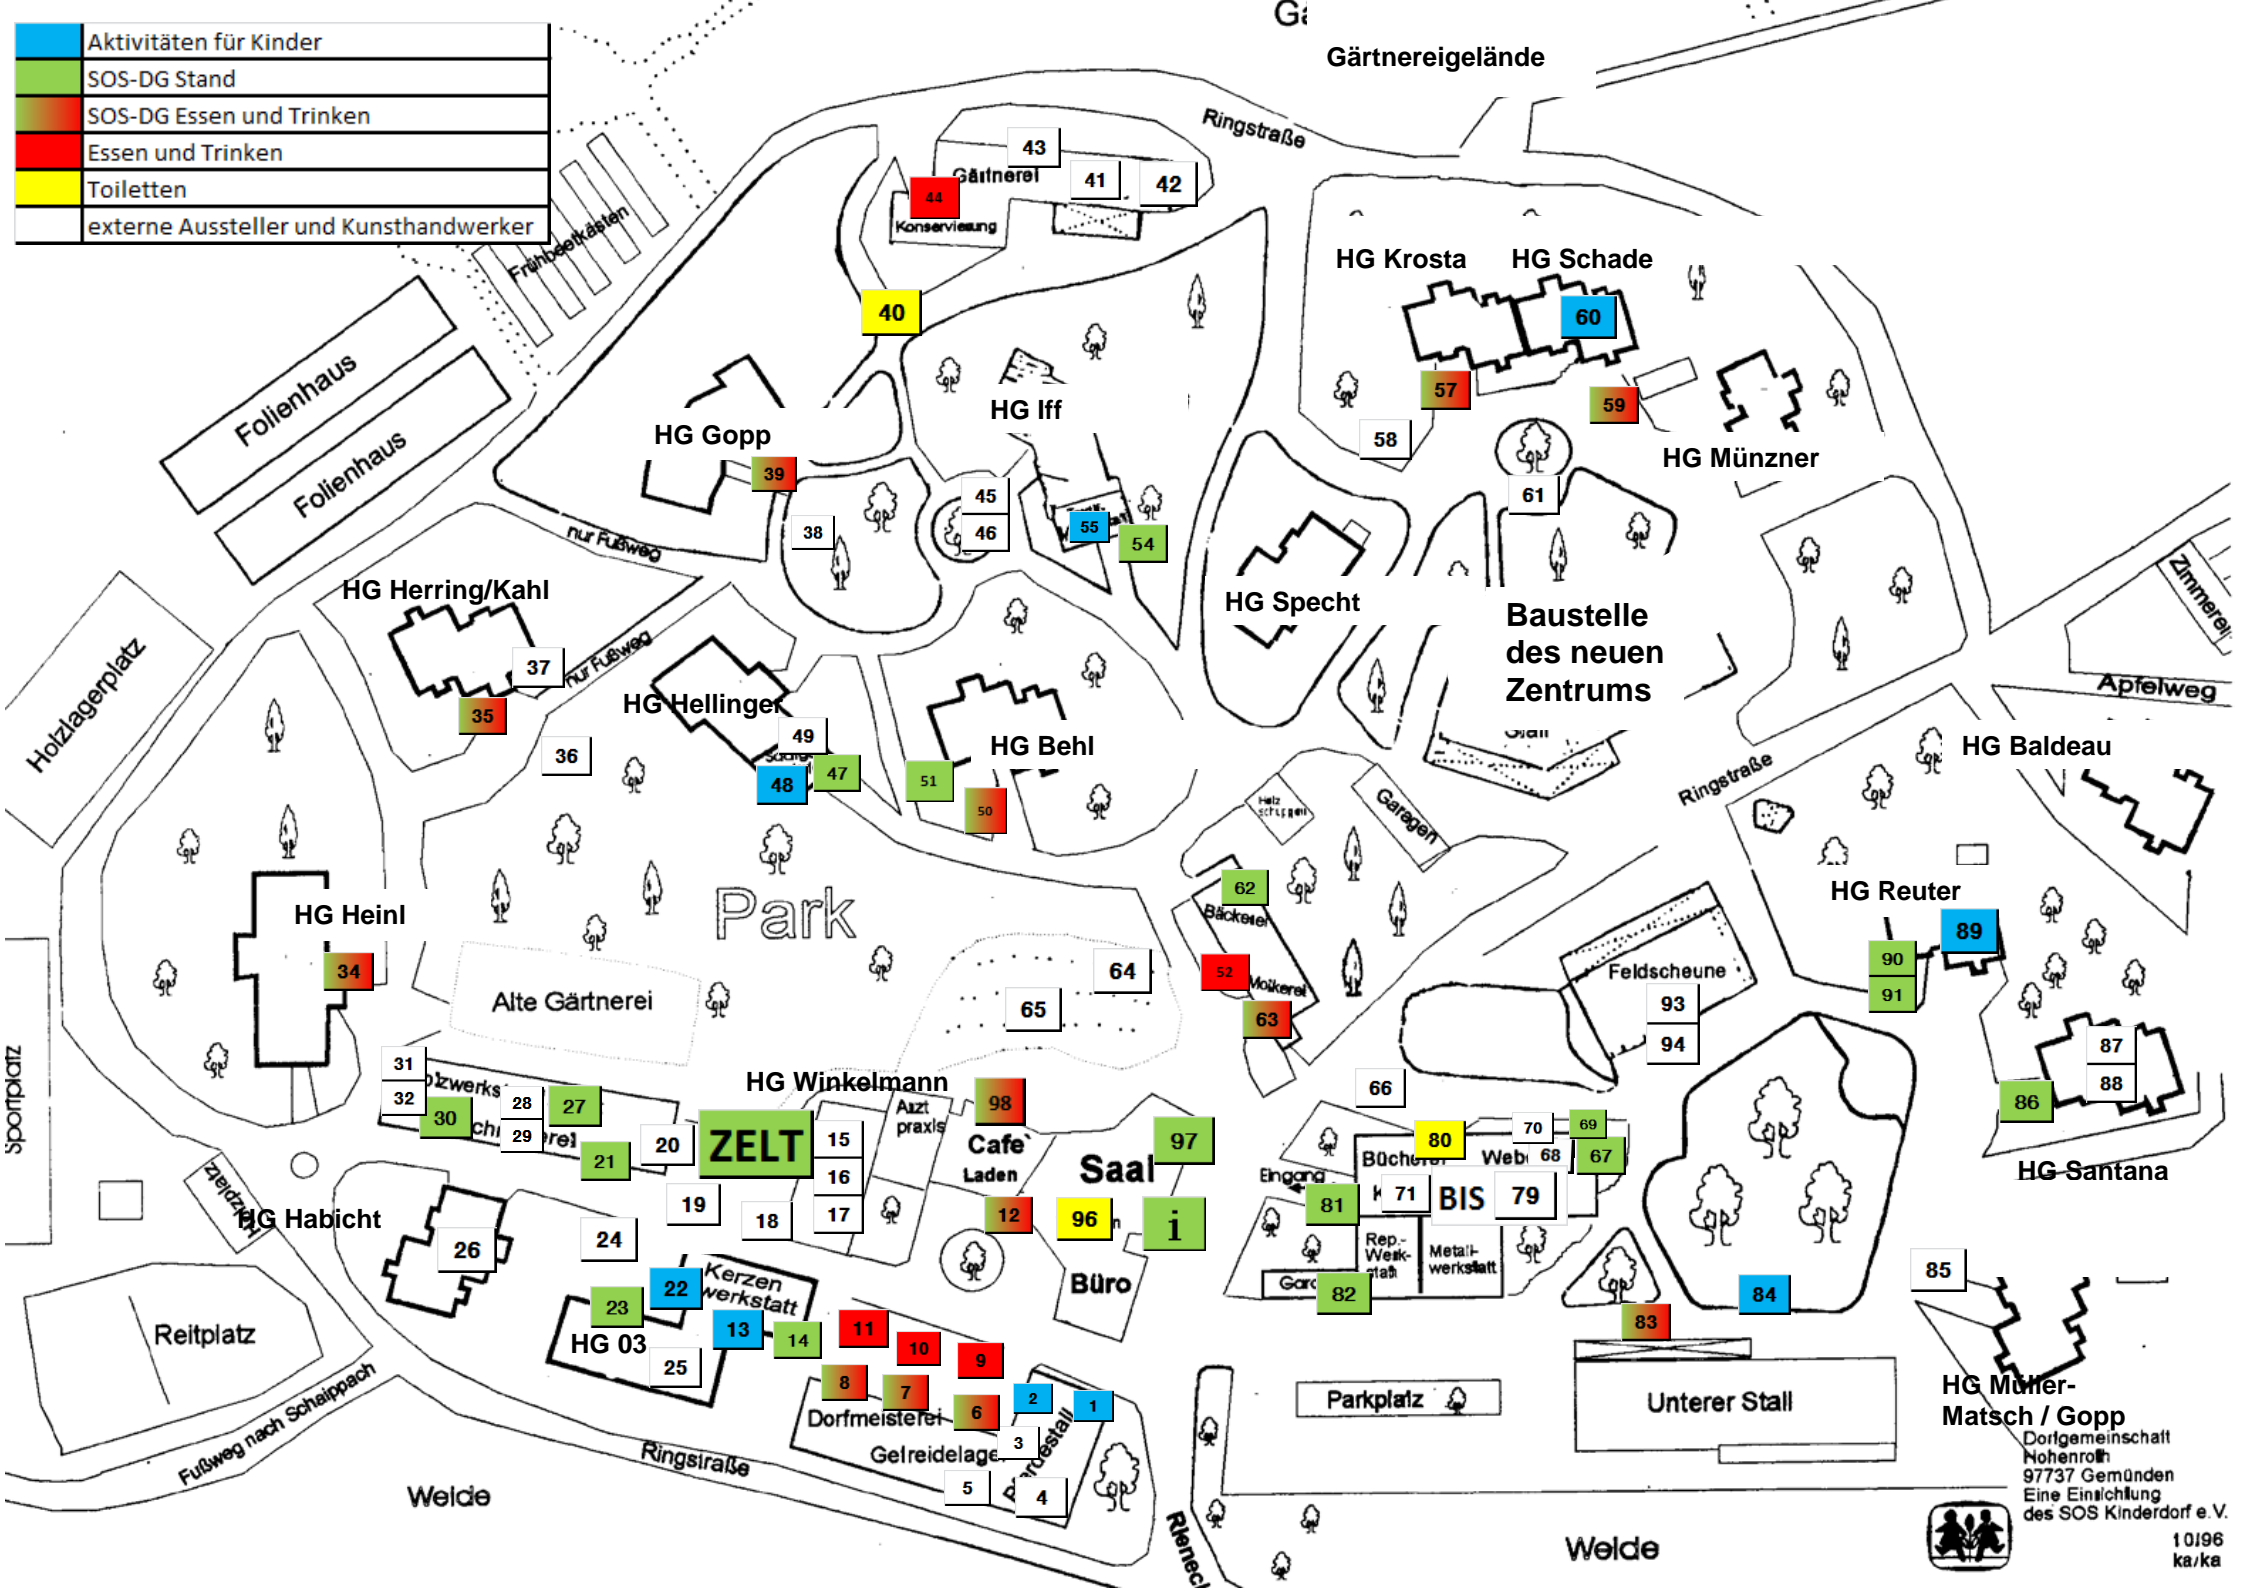 Aktivitäten für Kinder
SOS-DG Stand
SOS-DG Essen und Trinken
Essen und Trinken
Toiletten
externe Aussteller und Kunsthandwerker
Gärtnereigelände
Ringstraße
43
Gärtnerei
41
42
44
Konservierung
Frühbeetkästen
40
HG Krosta
HG Schade
60
57
59
58
HG Münzner
61
Folienhaus
Folienhaus
HG Gopp
39
38
HG Iff
45
46
55
54
nur Fußweg
HG Herring/Kahl
37
nur Fußweg
35
36
Holzlagerplatz
HG Hellinger
49
48
47
HG Behl
51
50
HG Specht
Baustelle
des neuen
Zentrums
Stall
Zimmerei
Apfelweg
Ringstraße
HG Baldeau
Holz
schuppen
Garagen
62
Bäckerei
52
Molkerei
63
Park
HG Heinl
34
Alte Gärtnerei
64
65
HG Reuter
89
90
91
Feldscheune
93
94
87
88
86
HG Santana
Sportplatz
31
32
30
28
29
27
21
20
ZELT
15
16
17
19
18
HG Winkelmann
Arzt
praxis
98
Cafe
Laden
12
Saal
97
96
i
Büro
66
80
70
69
68
67
Eingang
81
71
BIS
79
Rep.-
Werk-
statt
Metall-
werkstatt
82
Holzplatz
HG Habicht
26
24
Kerzen
werkstatt
22
23
HG 03
25
13
14
11
10
9
8
7
6
2
1
3
5
4
Dorfmeisterei
Reitplatz
Fußweg nach Schaippach
Ringstraße
Weide
83
84
85
Parkplatz
Unterer Stall
HG Müller-
Matsch / Gopp
Dorfgemeinschaft
Hohenroth
97737 Gemünden
Eine Einrichtung
des SOS Kinderdorf e.V.
10/96
ka/ka
Weide